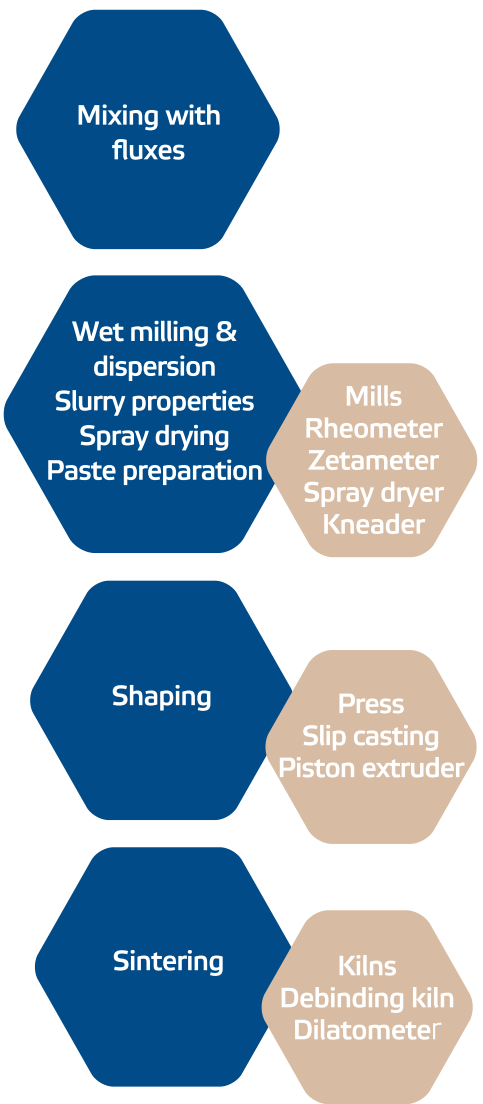 Mixing with
fluxes
Wet milling &
dispersion
Slurry properties
Spray drying
Paste preparation
Mills
Rheometer
Zetameter
Spray dryer
Kneader
Shaping
Press
Slip casting
Piston extruder
Sintering
Kilns
Debinding kiln
Dilatometer